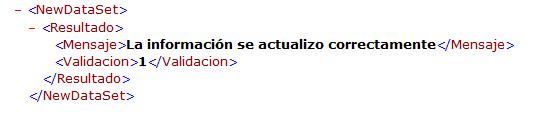 - <NewDataSet>
- <Resultado>
<Mensaje>La información se actualizo correctamente</Mensaje>
<Validacion>1</Validacion>
</Resultado>
</NewDataSet>